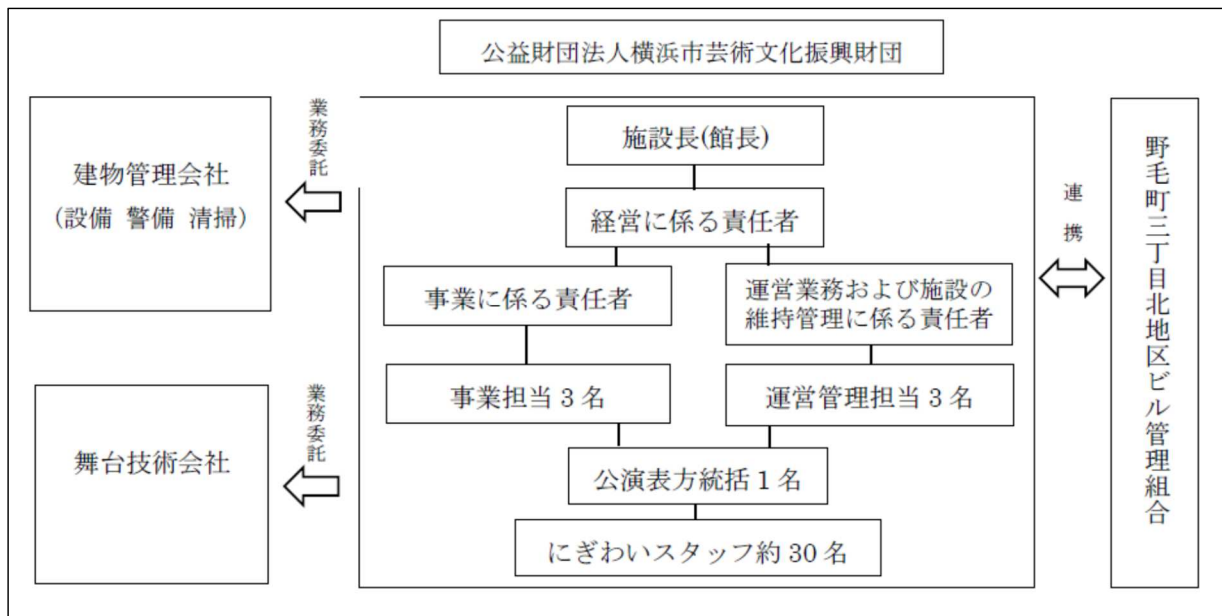 公益財団法人横浜市芸術文化振興財団
建物管理会社
(設備 警備 清掃)
業務委託
施設長(館長)
経営に係る責任者
事業に係る責任者
運営業務および施設の
維持管理に係る責任者
事業担当3名
運営管理担当3名
公演表方統括1名
にぎわいスタッフ約30名
舞台技術会社
業務委託
連携
野毛町三丁目北地区ビル管理組合